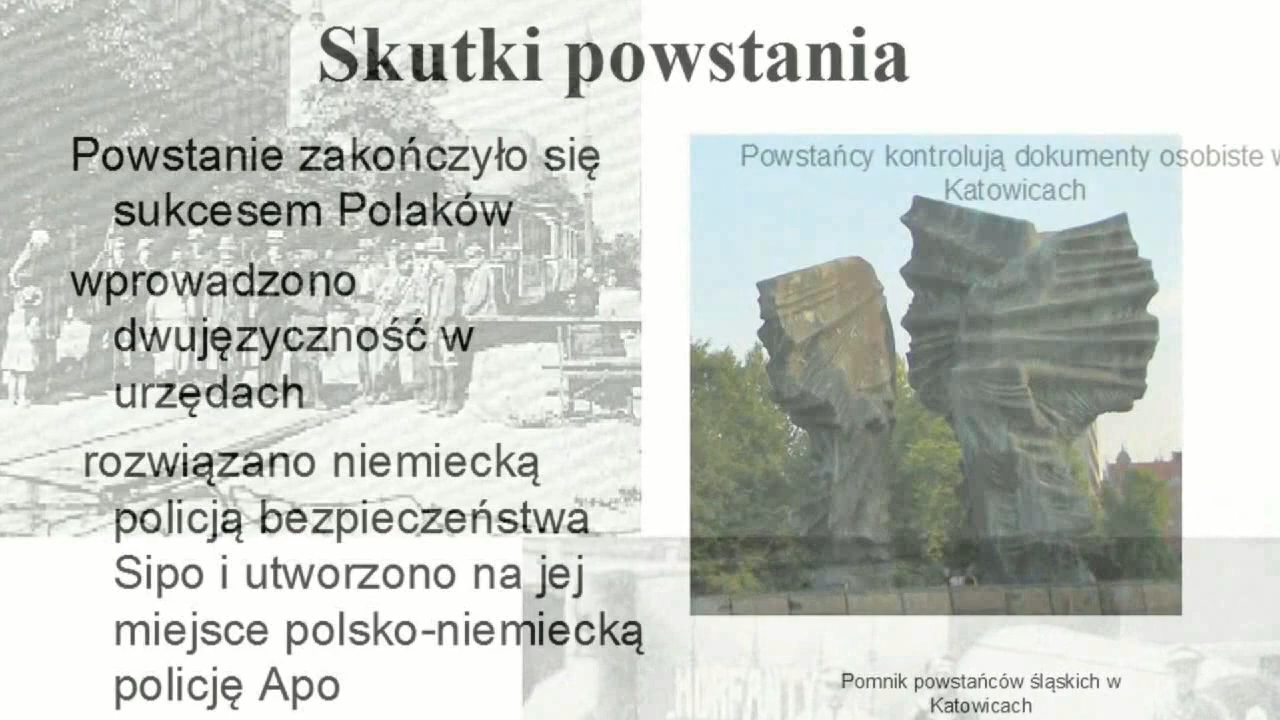 Skutki powstania
Powstanie zakończyło się
sukcesem Polaków
wprowadzono
dwujęzyczność w
urzędach
rozwiązano niemiecką
policją bezpieczeństwa
Sipo i utworzono na jej
miejsce polsko-niemiecką
policję Apo
Powstańcy kontrolują dokumenty osobiste w
Katowicach
Pomnik powstańców śląskich w
Katowicach